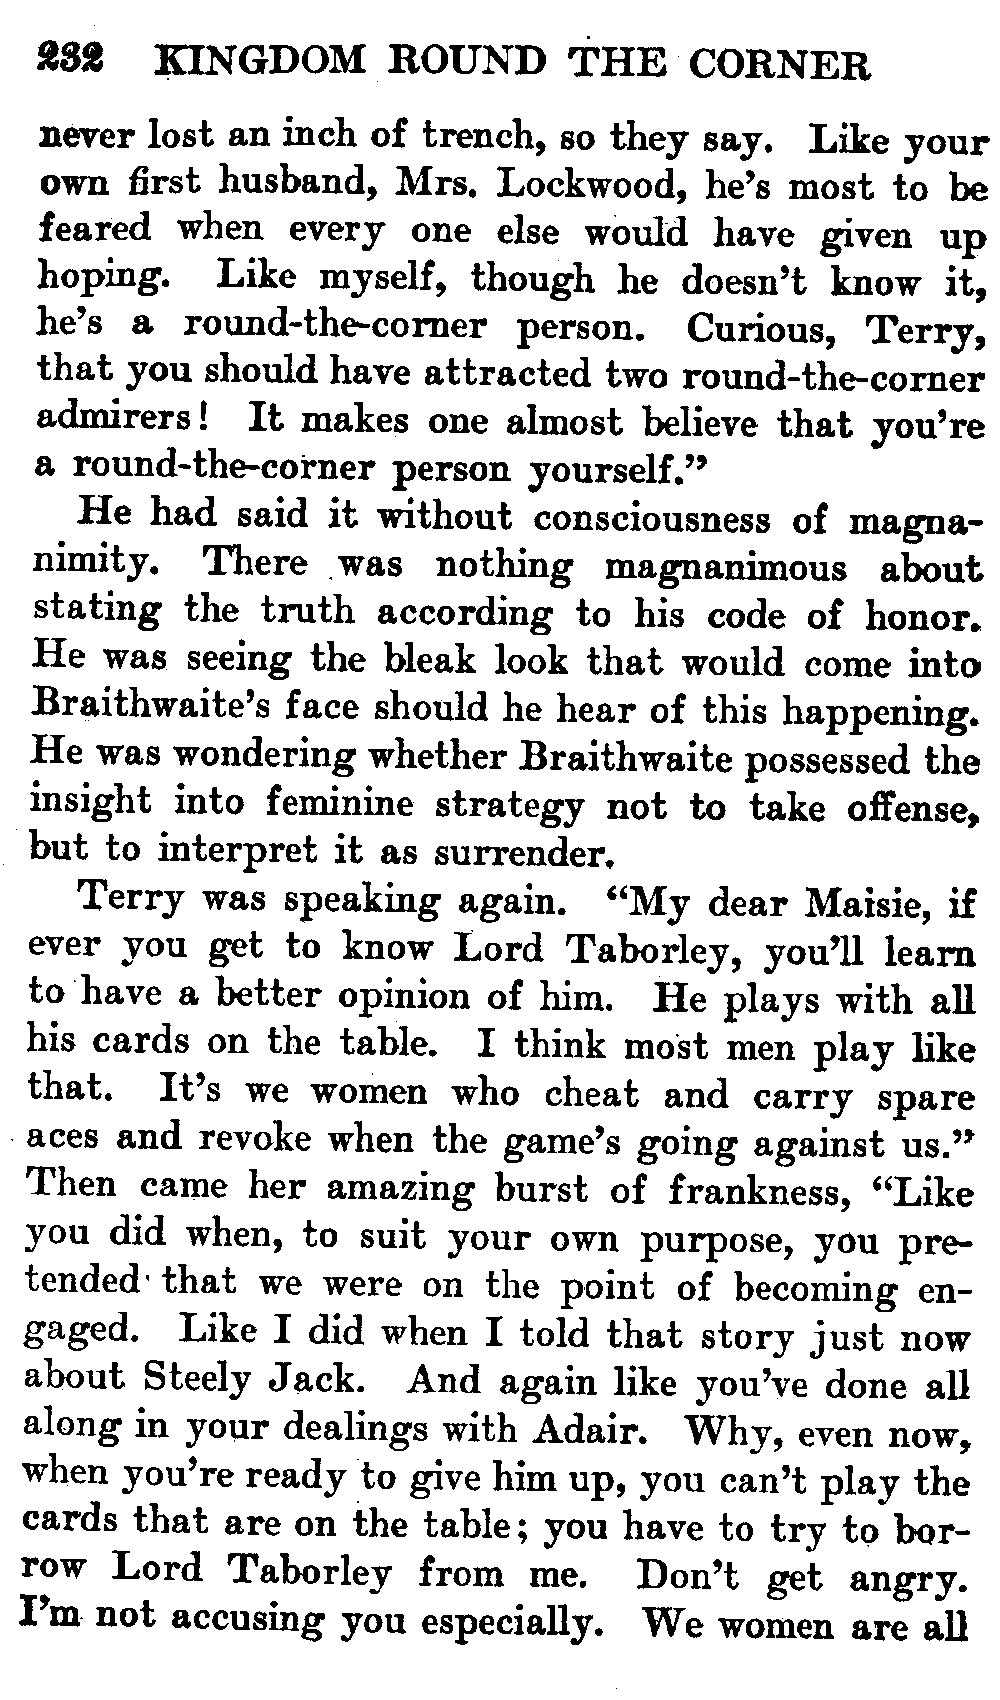 232 KINGDOM ROUND THE CORNER
never lost an inch of trench, so they say. Like your
own first husband, Mrs. Lockwood, he's most to be
feared when every one else would have given up
hoping. Like myself, though he doesn't know it,
he's a round-the-corner person. Curious, Terry,
that you should have attracted two round-the-corner
admirers! It makes one almost believe that you're
a round-the-corner person yourself."
He had said it without consciousness of magna-
nimity. There was nothing magnanimous about
stating the truth according to his code of honor.
He was seeing the bleak look that would come into
Braithwaite's face should he hear of this happening.
He was wondering whether Braithwaite possessed the
insight into feminine strategy not to take offense,
but to interpret it as surrender.
Terry was speaking again. "My dear Maisie, if
ever you get to know Lord Taborley, you'll learn
to have a better opinion of him. He plays with all
his cards on the table. I think most men play like
that. It's we women who cheat and carry spare
aces and revoke when the game's going against us."
Then came her amazing burst of frankness, "Like
you did when, to suit your own purpose, you pre-
tended that we were on the point of becoming en-
gaged. Like I did when I told that story just now
about Steely Jack. And again like you've done all
along in your dealings with Adair. Why, even now,
when you're ready to give him up, you can't play the
cards that are on the table; you have to try to bor-
row Lord Taborley from me. Don't get angry.
I'm not accusing you especially. We women are all